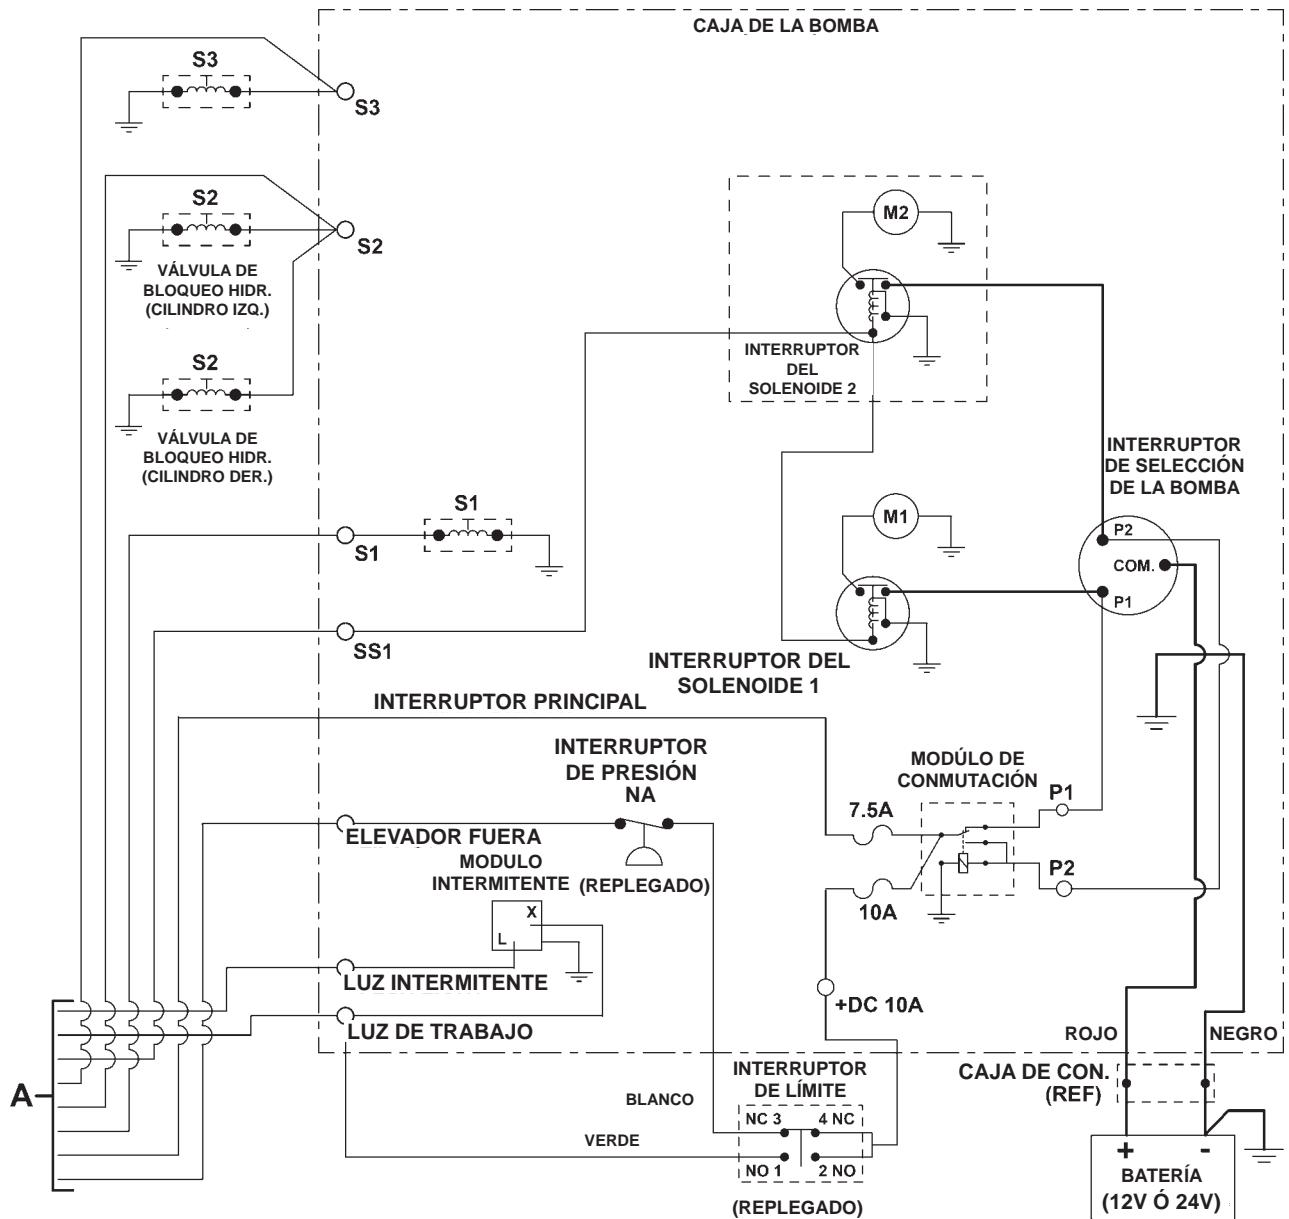 CAJA DE LA BOMBA
S3
S3
S2
S2
VÁLVULA DE
BLOQUEO HIDR.
(CILINDRO IZQ.)
S2
VÁLVULA DE
BLOQUEO HIDR.
(CILINDRO DER.)
M2
INTERRUPTOR
DEL
SOLENOIDE 2
INTERRUPTOR
DE SELECCIÓN
DE LA BOMBA
P2
COM.
P1
S1
S1
M1
SS1
INTERRUPTOR DEL
SOLENOIDE 1
INTERRUPTOR PRINCIPAL
INTERRUPTOR
DE PRESIÓN
NA
MODÚLO DE
CONMUTACIÓN
P1
7.5A
ELEVADOR FUERA
MODULO
INTERMITENTE
(REPLEGADO)
P2
10A
X
L
LUZ INTERMITENTE
+DC 10A
LUZ DE TRABAJO
ROJO
NEGRO
INTERRUPTOR
DE LÍMITE
CAJA DE CON.
(REF)
A
BLANCO
NC 3
4 NC
VERDE
NO 1
2 NO
(REPLEGADO)
+
-
BATERÍA
(12V Ó 24V)